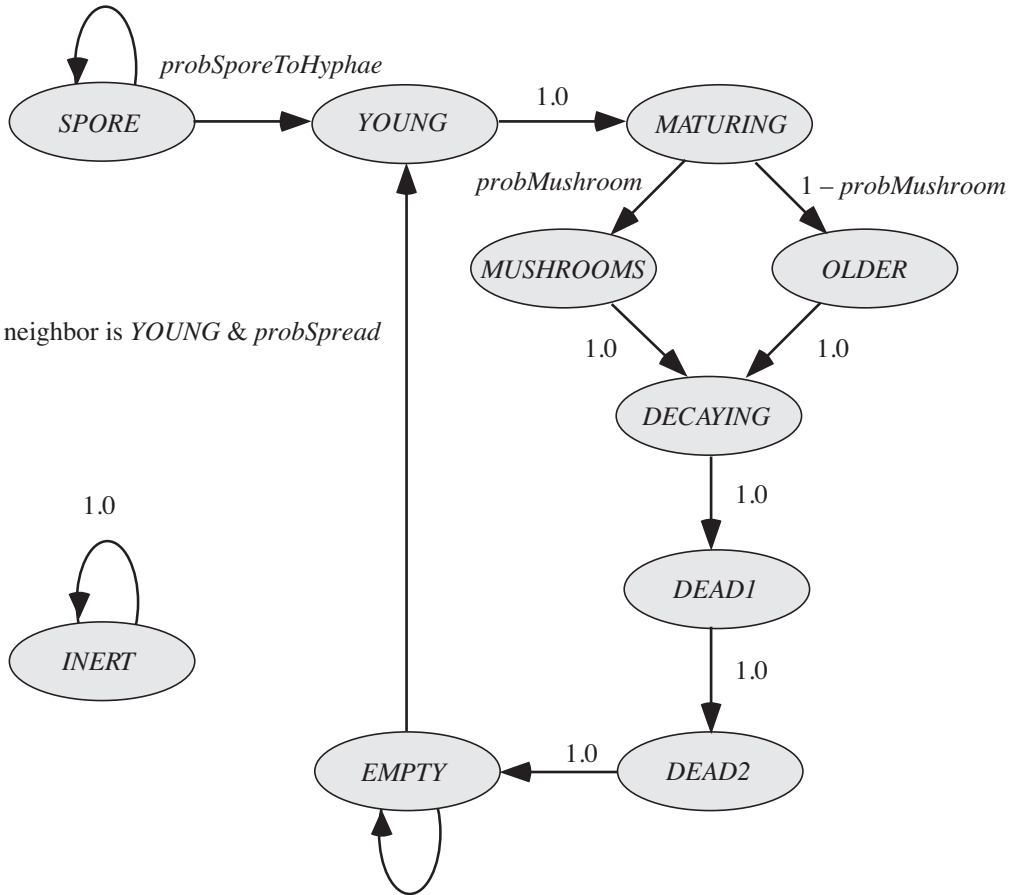 probSporeToHyphae
SPORE
YOUNG
1.0
MATURING
probMushroom
1 – probMushroom
MUSHROOMS
OLDER
neighbor is YOUNG & probSpread
1.0
1.0
DECAYING
1.0
1.0
DEAD1
INERT
1.0
EMPTY
1.0
DEAD2